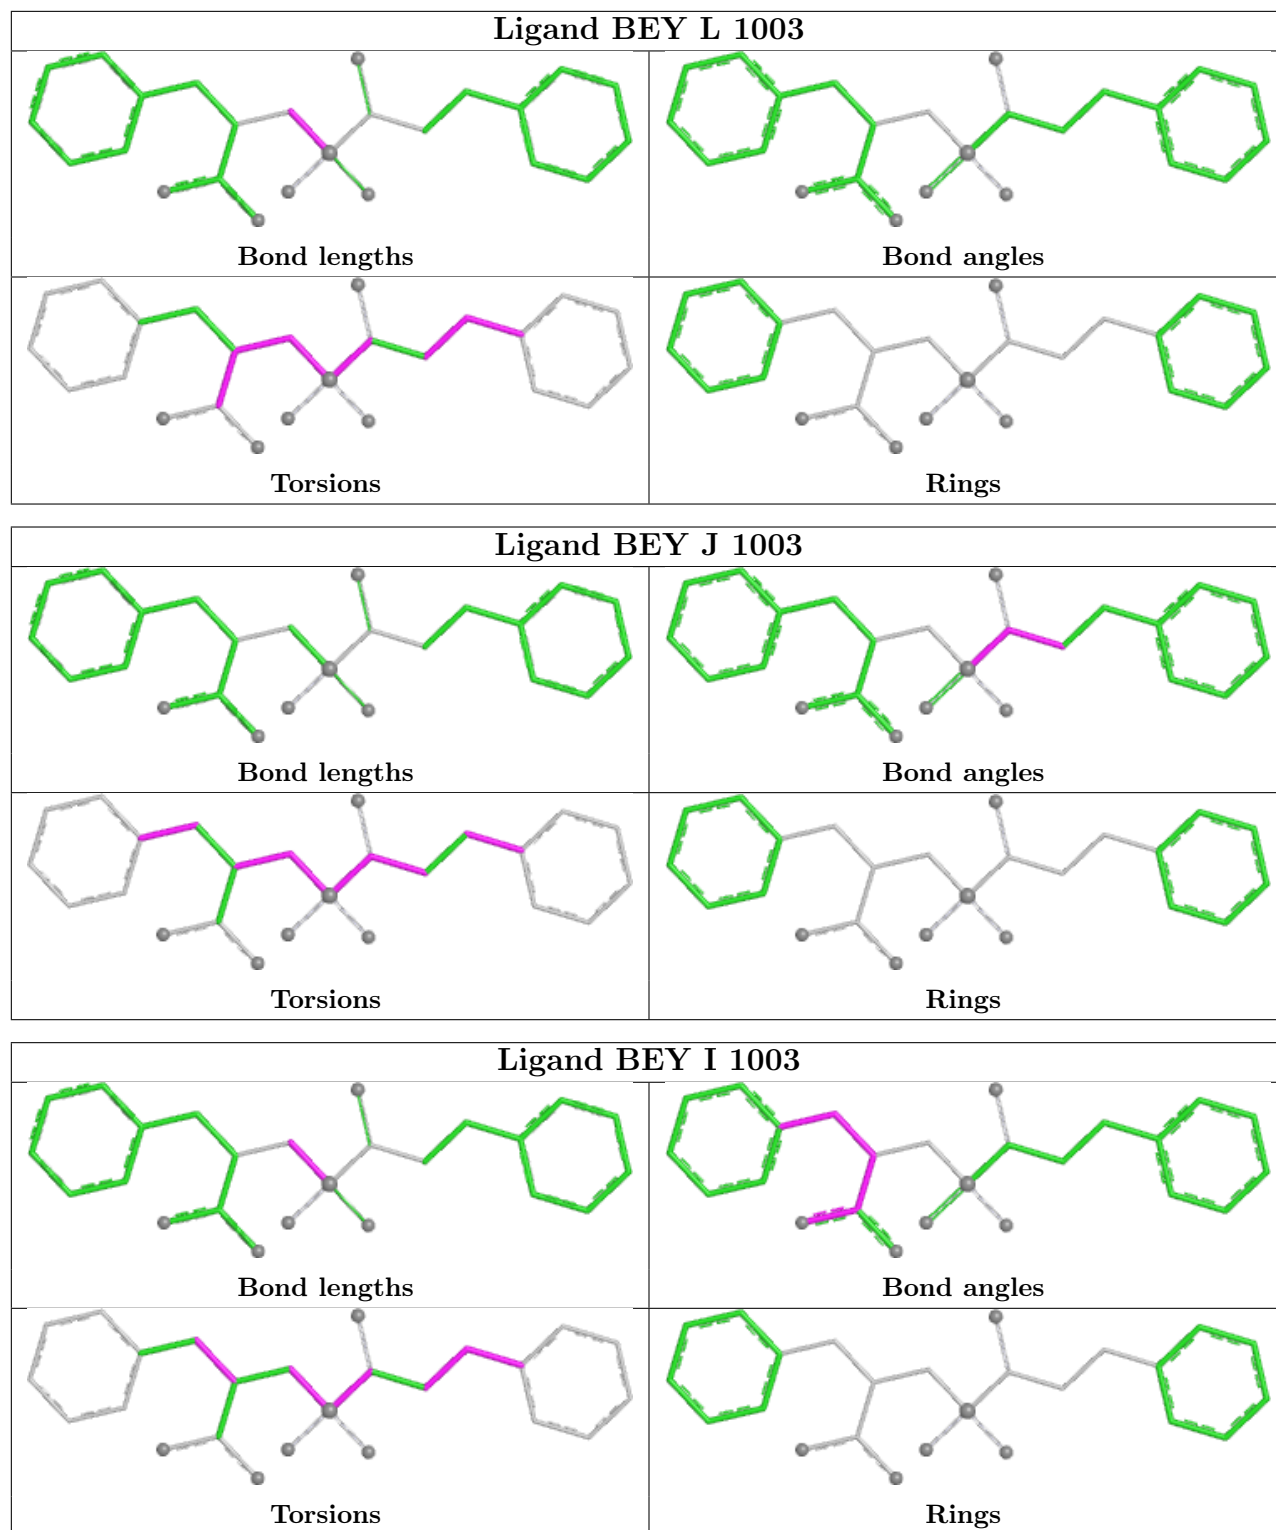 Ligand BEY L 1003
Bond lengths
Bond angles
Torsions
Rings
Ligand BEY J 1003
Bond lengths
Bond angles
Torsions
Rings
Ligand BEY I 1003
Bond lengths
Bond angles
Torsions
Rings